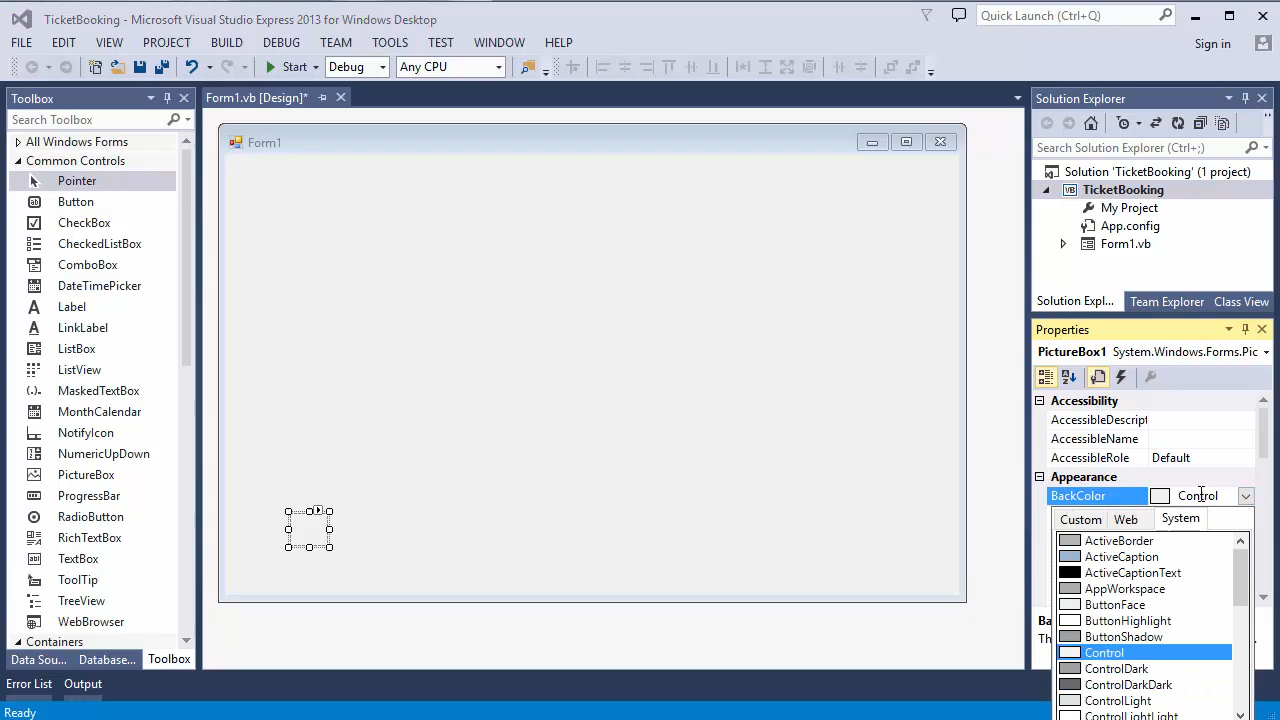 TicketBooking - Microsoft Visual Studio Express 2013 for Windows Desktop
Quick Launch (Ctrl+Q)
FILE EDIT VIEW PROJECT BUILD DEBUG TEAM TOOLS TEST WINDOW HELP
Sign in
Start Debug Any CPU
Toolbox
Search Toolbox
All Windows Forms
Common Controls
Pointer
Button
CheckBox
CheckedListBox
ComboBox
DateTimePicker
Label
LinkLabel
ListBox
ListView
MaskedTextBox
MonthCalendar
NotifyIcon
NumericUpDown
PictureBox
ProgressBar
RadioButton
RichTextBox
TextBox
ToolTip
TreeView
WebBrowser
Containers
Data Sou... Database... Toolbox
Form1.vb [Design]*
Form1
Solution Explorer
Search Solution Explorer (Ctrl+;)
Solution 'TicketBooking' (1 project)
VB TicketBooking
My Project
App.config
Form1.vb
Solution Expl... Team Explorer Class View
Properties
PictureBox1 System.Windows.Forms.Pic
Accessibility
AccessibleDescript
AccessibleName
AccessibleRole Default
Appearance
BackColor Control
Custom Web System
ActiveBorder
ActiveCaption
ActiveCaptionText
AppWorkspace
ButtonFace
ButtonHighlight
ButtonShadow
Control
ControlDark
ControlDarkDark
ControlLight
ControlLightLight
Ba
Th
Error List Output
Ready